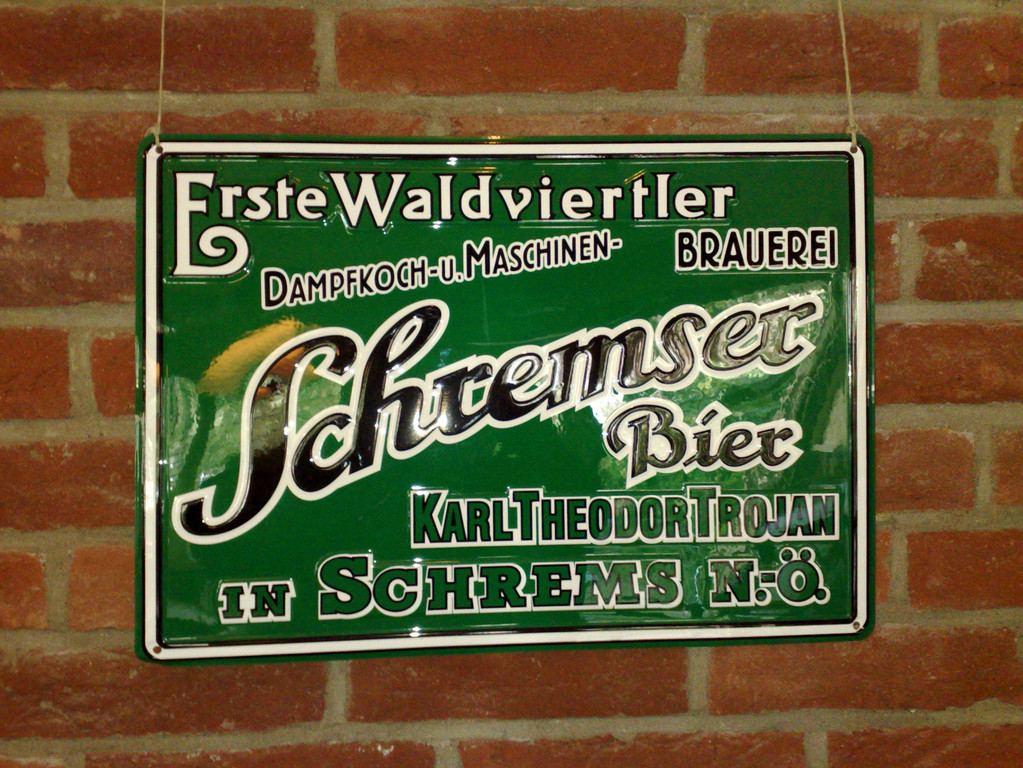 Erste Waldviertler
Dampfkoch-u. Maschinen- Brauerei
Schremser
Bier
Karl Theodor Trojan
in Schrems N.-Ö.